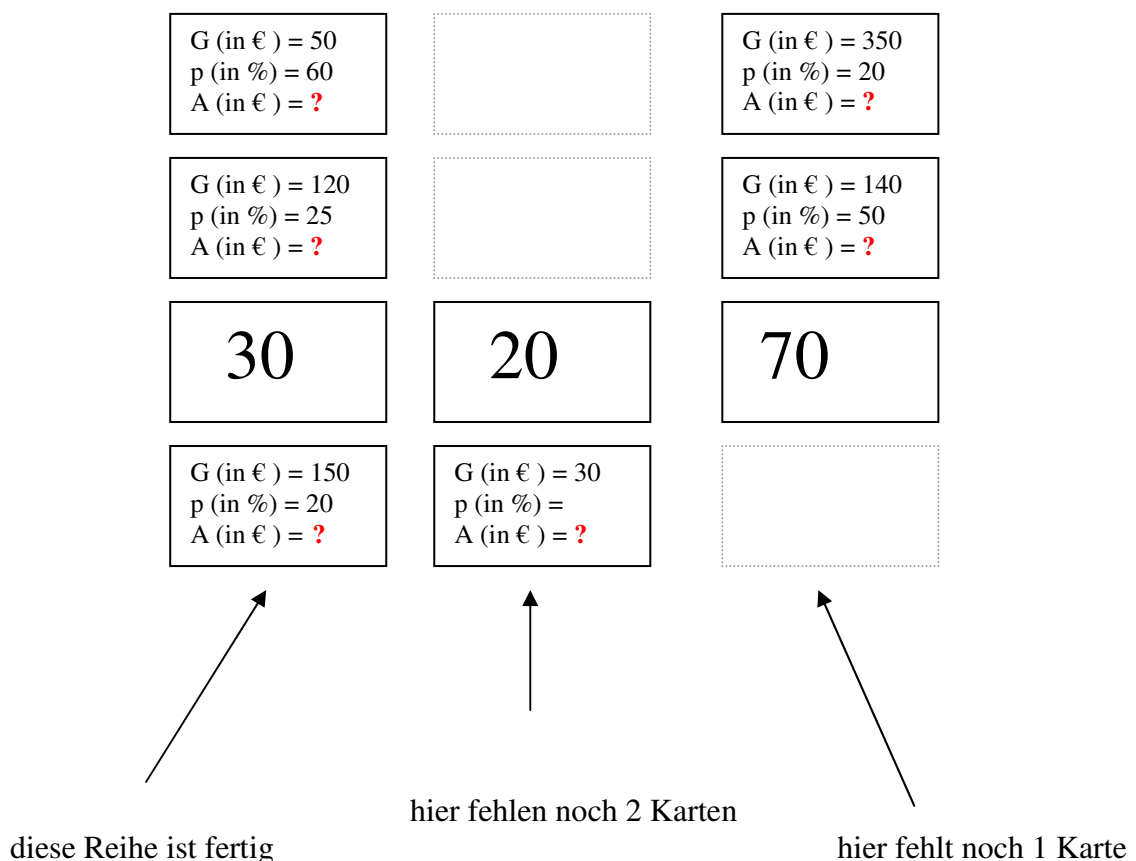 G (in € ) = 50
p (in %) = 60
A (in € ) = ?
G (in € ) = 350
p (in %) = 20
A (in € ) = ?
G (in € ) = 120
p (in %) = 25
A (in € ) = ?
G (in € ) = 140
p (in %) = 50
A (in € ) = ?
30
20
70
G (in € ) = 150
p (in %) = 20
A (in € ) = ?
G (in € ) = 30
p (in %) =
A (in € ) = ?
hier fehlen noch 2 Karten
diese Reihe ist fertig
hier fehlt noch 1 Karte